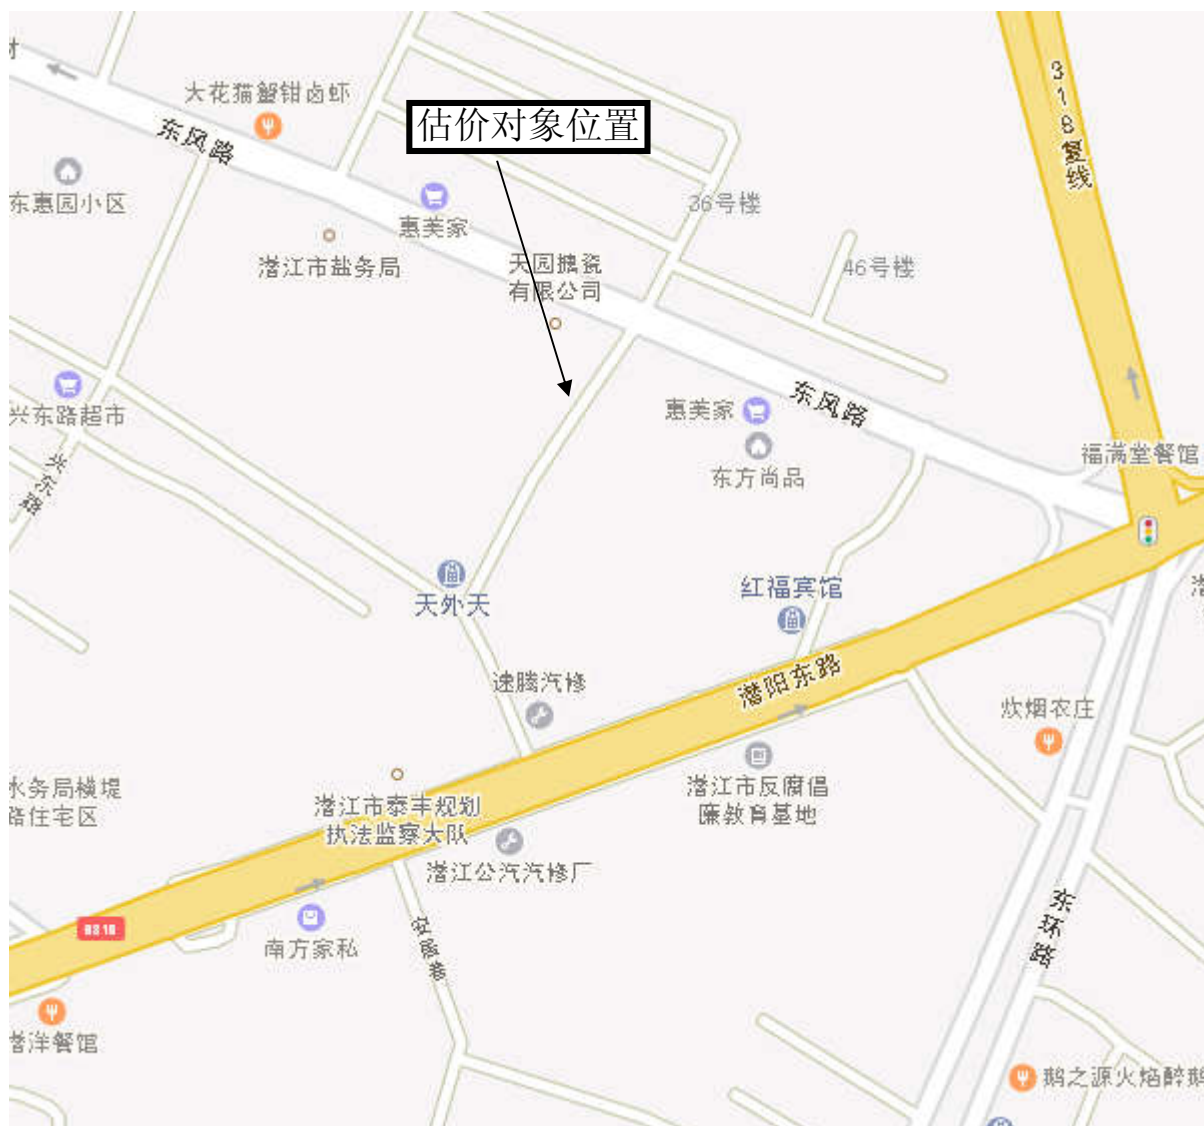 大花猫蟹钳卤虾
估价对象位置
318复线
东风路
东惠园小区
惠美家
36号楼
潜江市盐务局
天园搪瓷
有限公司
46号楼
兴东路超市
惠美家
东风路
东方尚品
福满堂餐馆
兴东路
天外天
红福宾馆
速腾汽修
潜阳东路
炊烟农庄
水务局横堤
路住宅区
潜江市泰丰规划
执法监察大队
潜江市反腐倡
廉教育基地
潜江公汽汽修厂
南方家私
东环路
潜洋餐馆
鹅之源火焰醉鹅